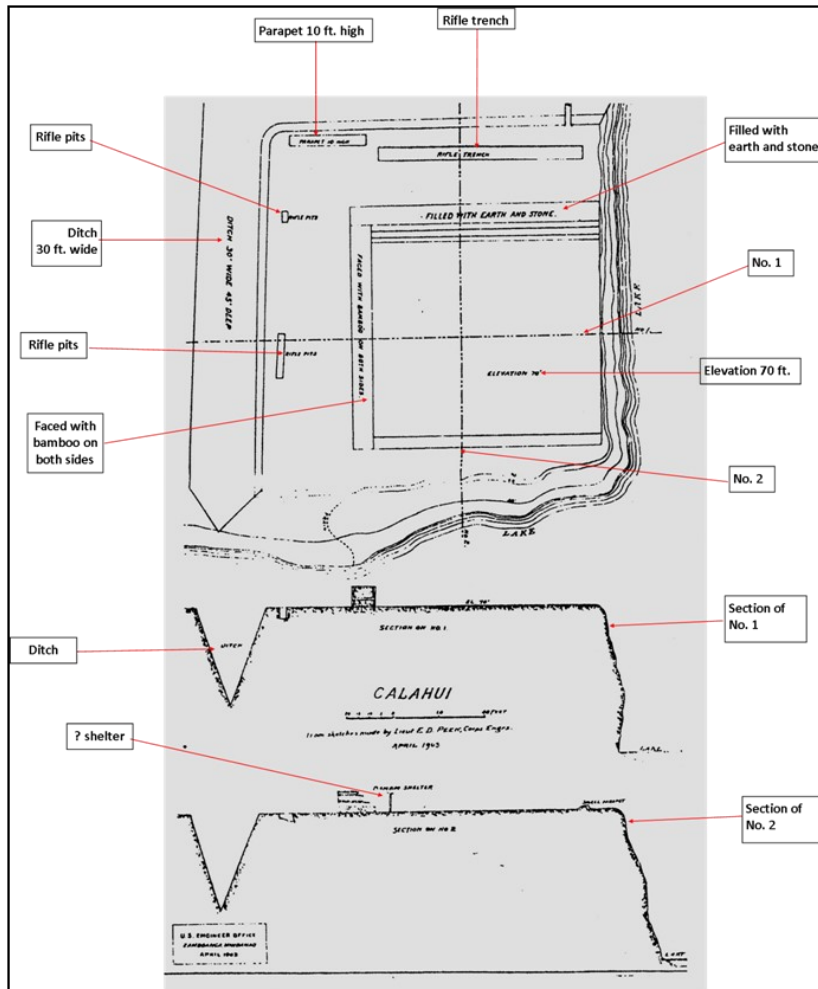 Parapet 10 ft. high
Rifle trench
Rifle pits
Filled with
earth and stone
PARAPET 10 HIGH
RIFLE TRENCH
RIFLE PITS
- FILLED WITH EARTH AND STONE.
Ditch
30 ft. wide
DITCH 30' WIDE 45' DEEP
FACED WITH BAMBOO ON BOTH SIDES.
LAKE
No. 1
NO. 1
Rifle pits
RIFLE PITS
ELEVATION 70'
Elevation 70 ft.
Faced with
bamboo on
both sides
No. 2
LAKE
EL. 70'
Section of
No. 1
SECTION ON NO. 1.
Ditch
DITCH
CALAHUI
From sketches made by Lieut E. D. PEEK, Corps Engrs.
APRIL 1903
LAKE
? shelter
SHELTER
SECTION ON NO 2.
Section of
No. 2
U.S. ENGINEER OFFICE
ZAMBOANGA MINDANAO
APRIL 1903
LAKE